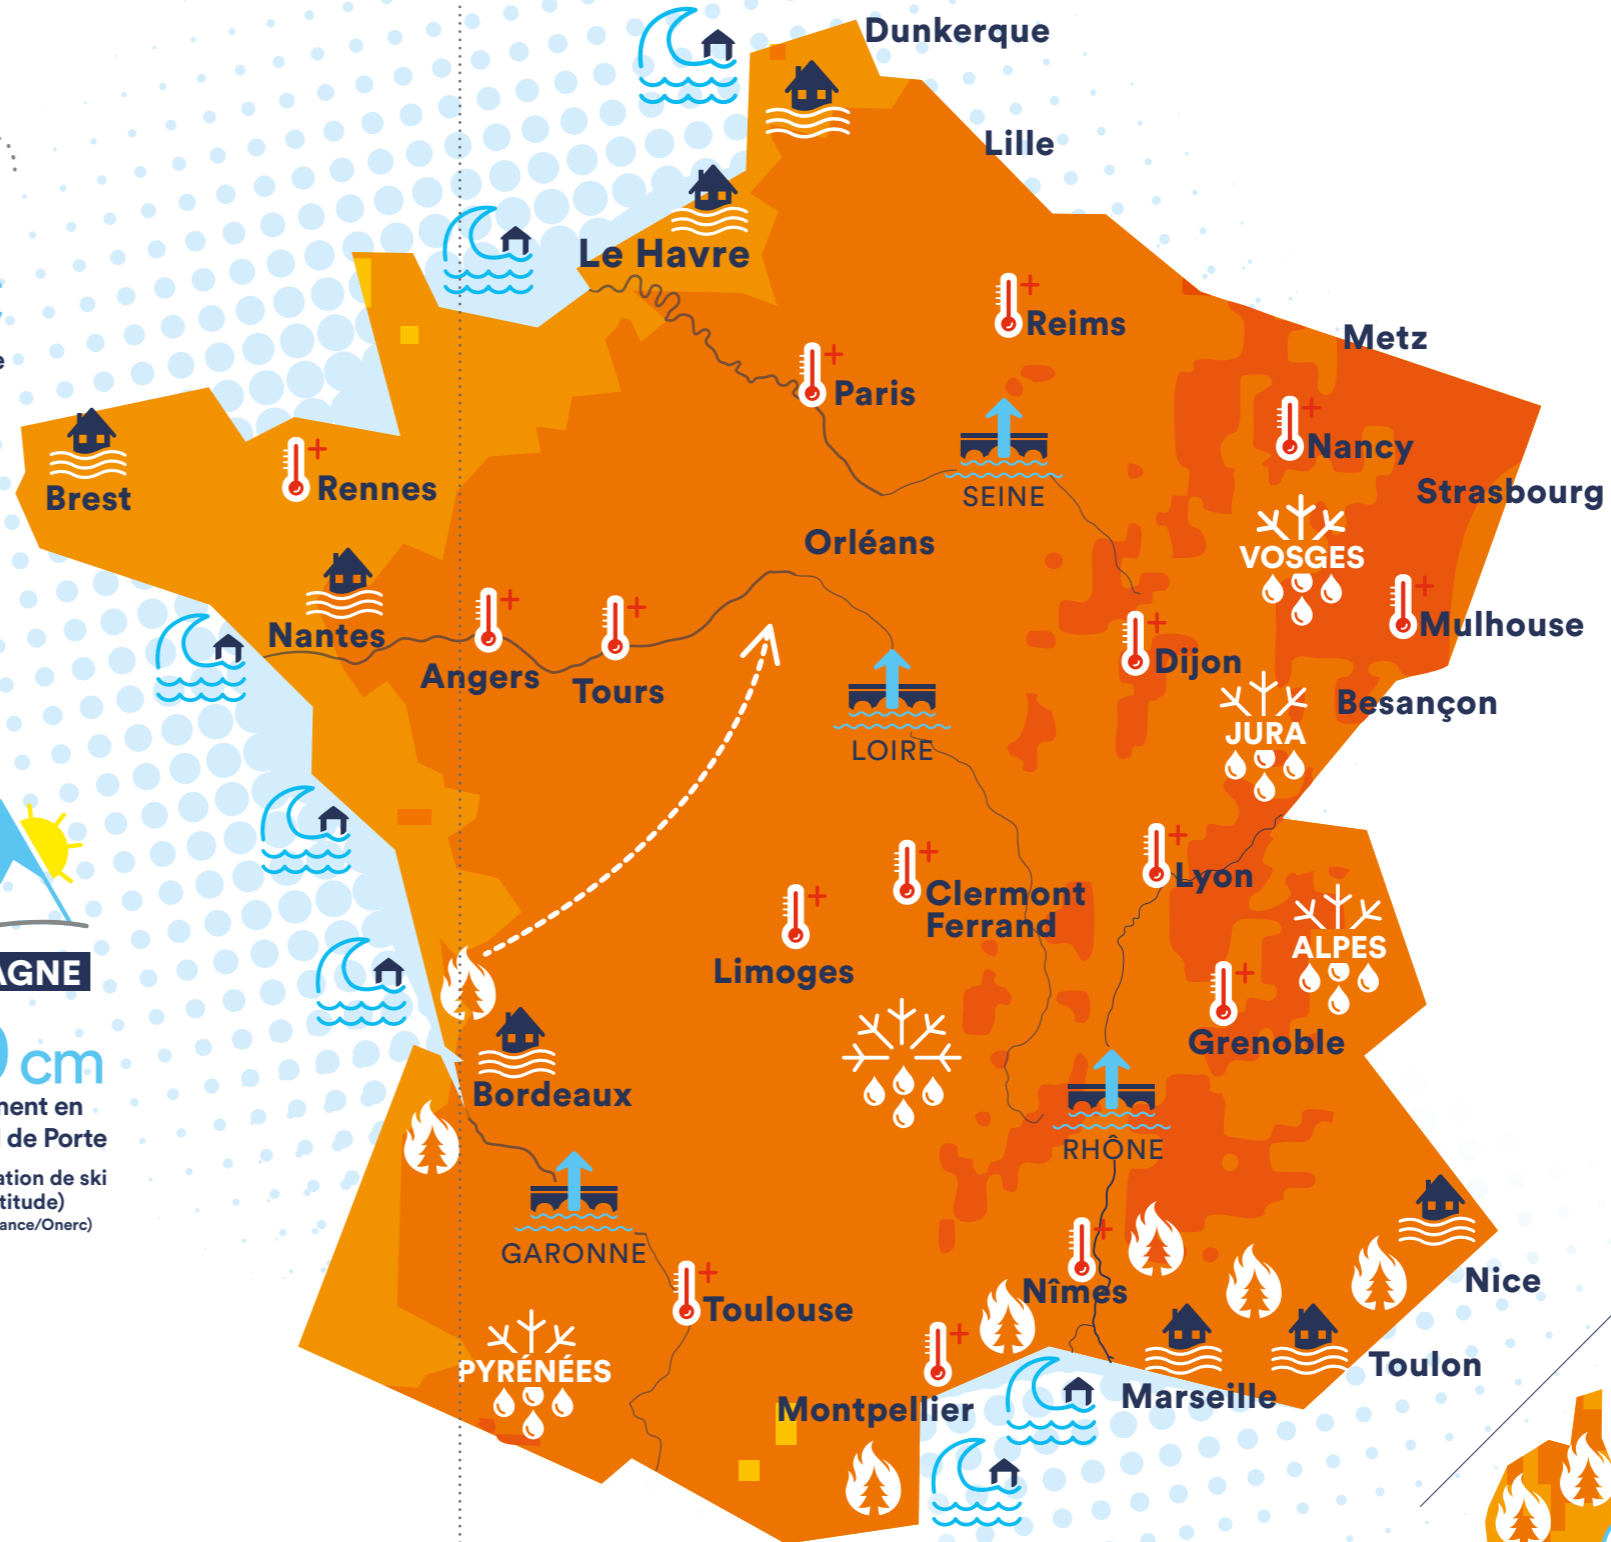 Dunkerque
Lille
Le Havre
Reims
Metz
Paris
Nancy
Brest
Rennes
SEINE
Strasbourg
Orléans
VOSGES
Nantes
Mulhouse
Angers
Tours
Dijon
Besançon
LOIRE
JURA
Lyon
Clermont
Ferrand
ALPES
Limoges
AGNE
Grenoble
cm
ment en
de Porte
ation de ski
titude)
ance/Onerc)
Bordeaux
RHÔNE
GARONNE
Nîmes
Nice
Toulouse
PYRÉNÉES
Toulon
Marseille
Montpellier